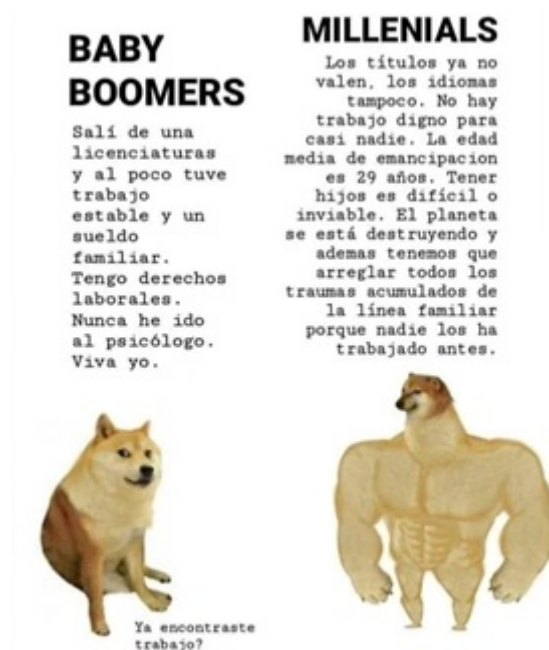 BABY
BOOMERS
Salí de una
licenciaturas
y al poco tuve
trabajo
estable y un
sueldo
familiar.
Tengo derechos
laborales.
Nunca he ido
al psicólogo.
Viva yo.
Ya encontraste
trabajo?
MILLENIALS
Los títulos ya no
valen, los idiomas
tampoco. No hay
trabajo digno para
casi nadie. La edad
media de emancipacion
es 29 años. Tener
hijos es difícil o
inviable. El planeta
se está destruyendo y
ademas tenemos que
arreglar todos los
traumas acumulados de
la línea familiar
porque nadie los ha
trabajado antes.